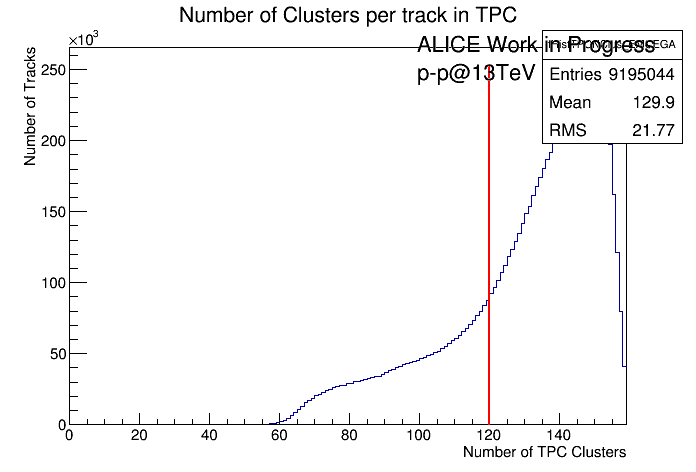 Number of Clusters per track in TPC
×10³
ALICE Work in Progress
p-p@13TeV
Entries 9195044
Mean 129.9
RMS 21.77
Number of Tracks
250
200
150
100
50
0
0 20 40 60 80 100 120 140
Number of TPC Clusters